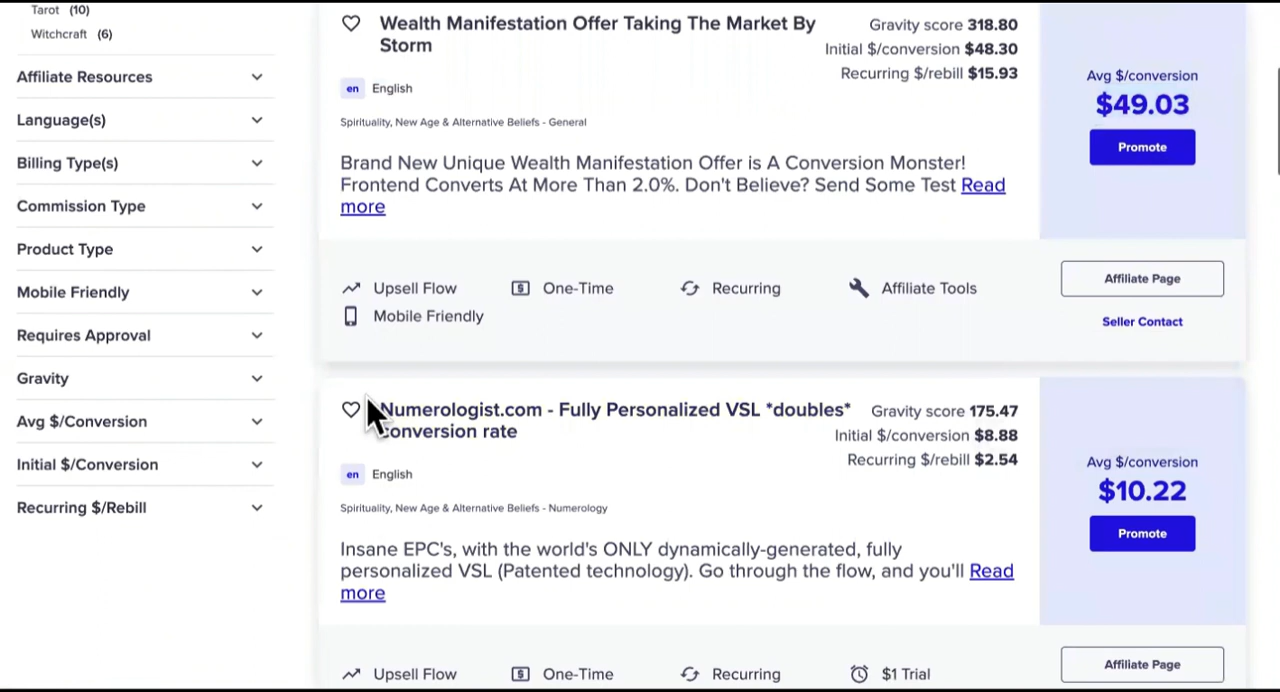 Tarot (10)
Witchcraft (6)
Affiliate Resources
Language(s)
Billing Type(s)
Commission Type
Product Type
Mobile Friendly
Requires Approval
Gravity
Avg $/Conversion
Initial $/Conversion
Recurring $/Rebill
Wealth Manifestation Offer Taking The Market By
Storm
Gravity score 318.80
Initial $/conversion $48.30
Recurring $/rebill $15.93
en English
Spirituality, New Age & Alternative Beliefs - General
Brand New Unique Wealth Manifestation Offer is A Conversion Monster!
Frontend Converts At More Than 2.0%. Don't Believe? Send Some Test Read
more
Avg $/conversion
$49.03
Promote
Upsell Flow
One-Time
Recurring
Affiliate Tools
Mobile Friendly
Affiliate Page
Seller Contact
Numerologist.com - Fully Personalized VSL *doubles*
conversion rate
Gravity score 175.47
Initial $/conversion $8.88
Recurring $/rebill $2.54
en English
Spirituality, New Age & Alternative Beliefs - Numerology
Insane EPC's, with the world's ONLY dynamically-generated, fully
personalized VSL (Patented technology). Go through the flow, and you'll Read
more
Avg $/conversion
$10.22
Promote
Upsell Flow
One-Time
Recurring
$1 Trial
Affiliate Page